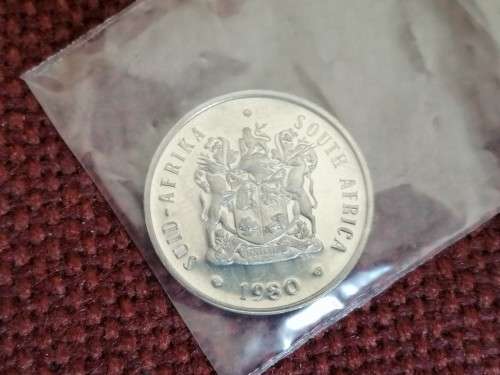 SUID-AFRIKA · SOUTH AFRICA
1980